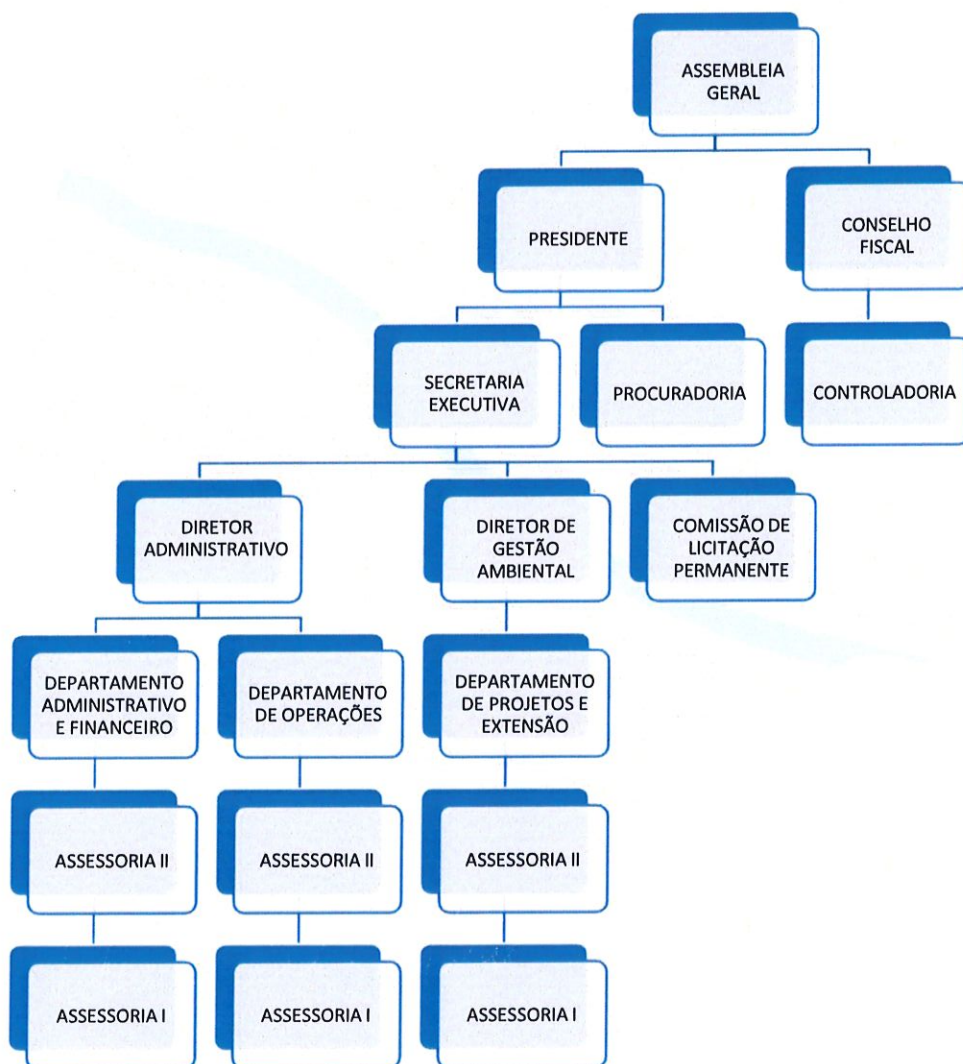 ASSEMBLEIA
GERAL
PRESIDENTE
CONSELHO
FISCAL
SECRETARIA
EXECUTIVA
PROCURADORIA
CONTROLADORIA
DIRETOR
ADMINISTRATIVO
DIRETOR DE
GESTÃO
AMBIENTAL
COMISSÃO DE
LICITAÇÃO
PERMANENTE
DEPARTAMENTO
ADMINISTRATIVO
E FINANCEIRO
DEPARTAMENTO
DE OPERAÇÕES
DEPARTAMENTO
DE PROJETOS E
EXTENSÃO
ASSESSORIA II
ASSESSORIA II
ASSESSORIA II
ASSESSORIA I
ASSESSORIA I
ASSESSORIA I